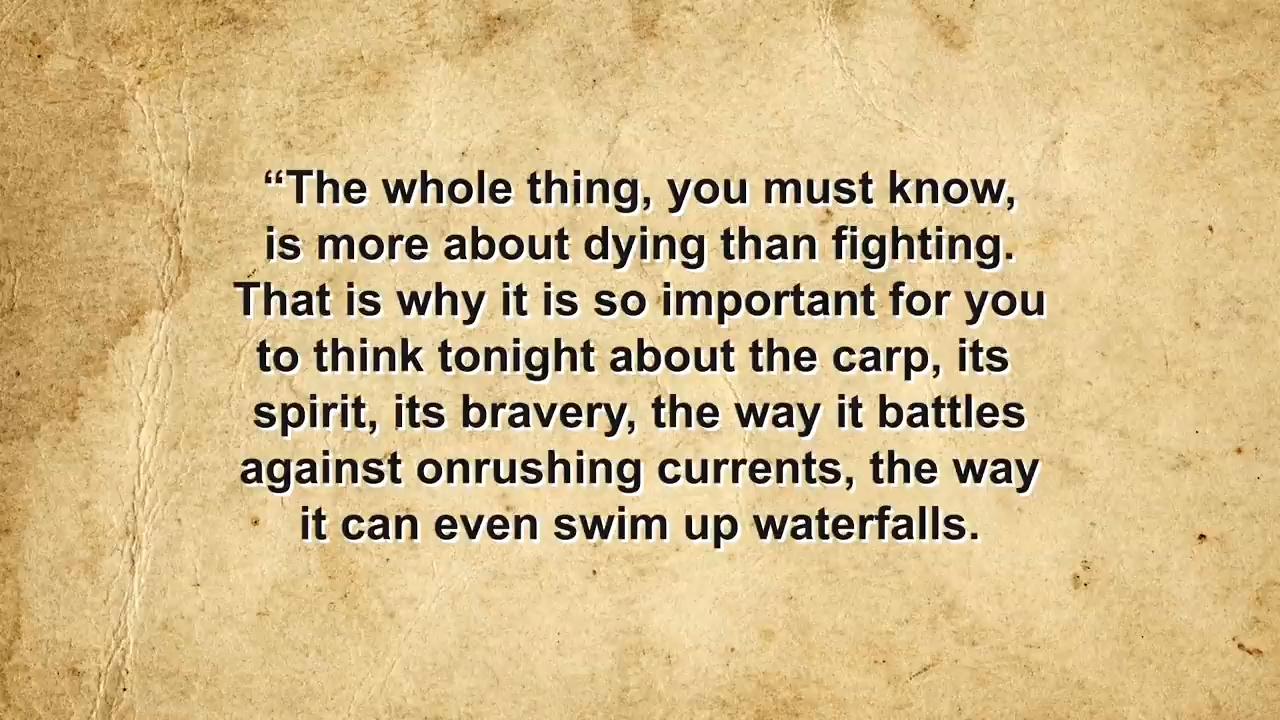 “The whole thing, you must know,
is more about dying than fighting.
That is why it is so important for you
to think tonight about the carp, its
spirit, its bravery, the way it battles
against onrushing currents, the way
it can even swim up waterfalls.